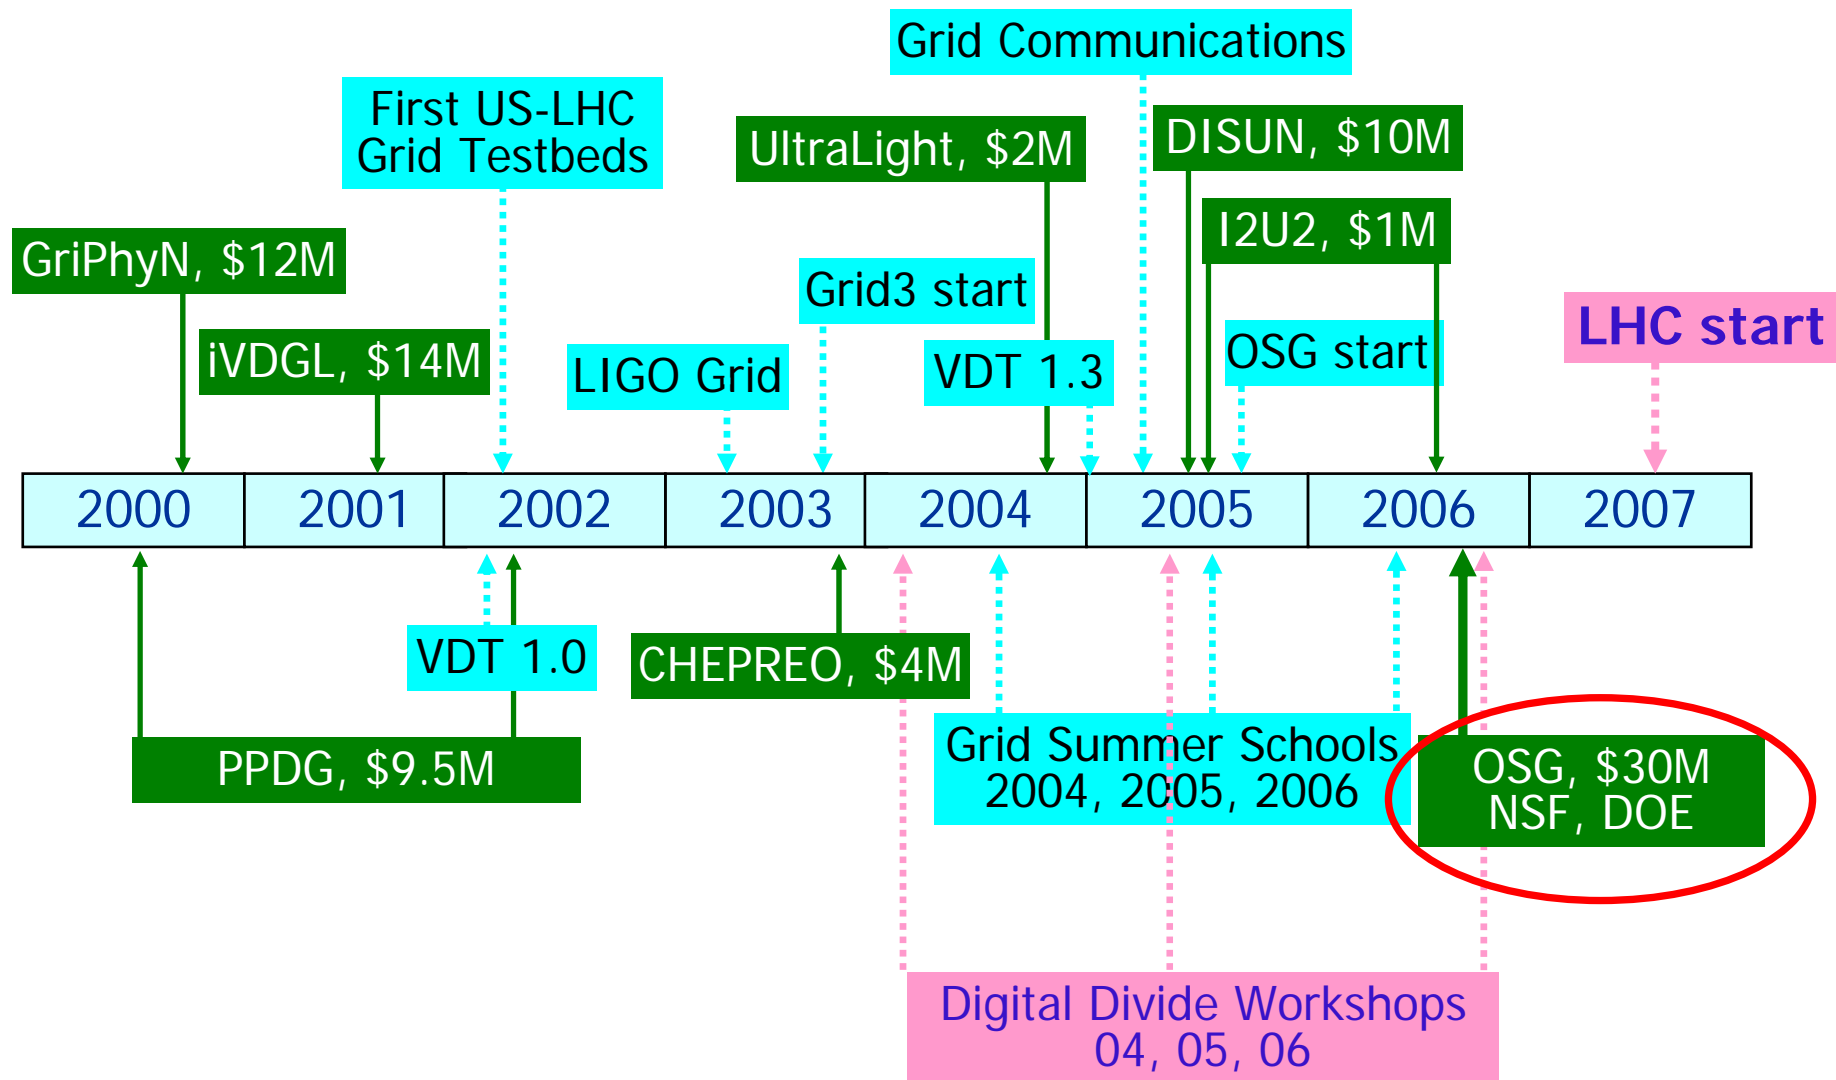 Grid Communications
First US-LHC
Grid Testbeds
UltraLight, $2M
DISUN, $10M
GriPhyN, $12M
I2U2, $1M
Grid3 start
LHC start
iVDGL, $14M
LIGO Grid
VDT 1.3
OSG start
2000
2001
2002
2003
2004
2005
2006
2007
VDT 1.0
CHEPREO, $4M
PPDG, $9.5M
Grid Summer Schools
2004, 2005, 2006
OSG, $30M
NSF, DOE
Digital Divide Workshops
04, 05, 06